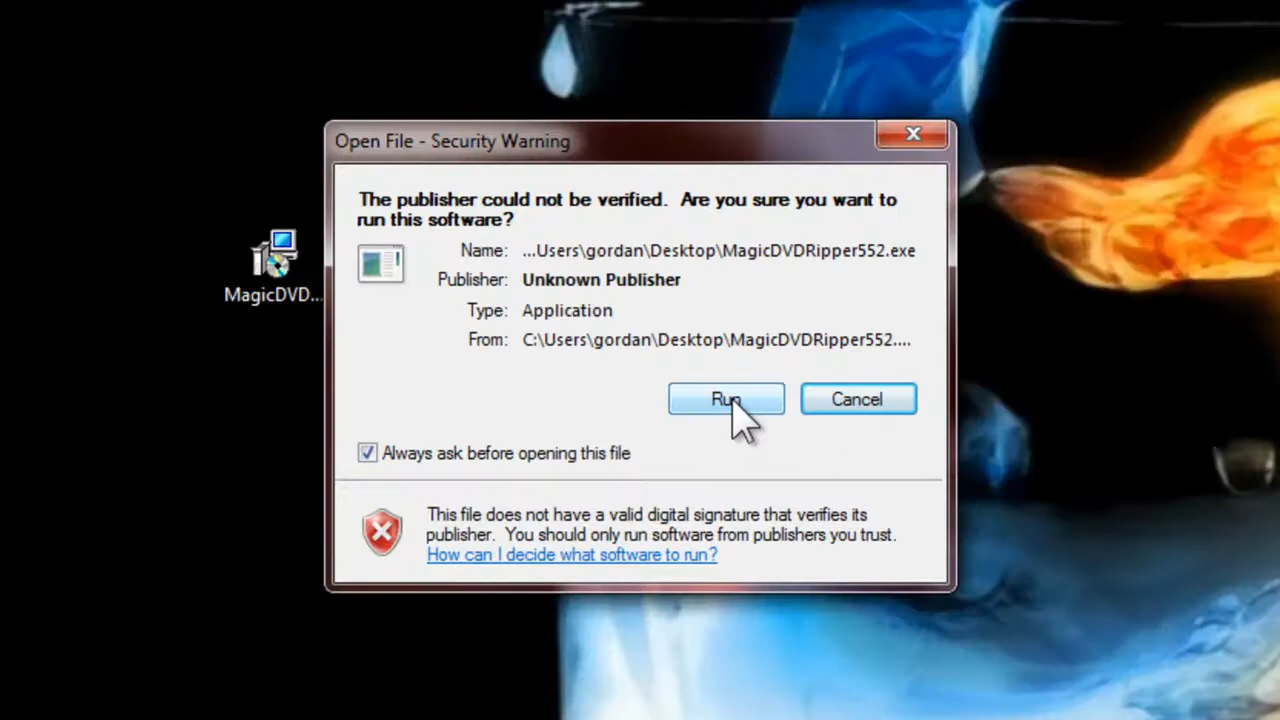 Open File - Security Warning
The publisher could not be verified. Are you sure you want to
run this software?
Name: ...Users\gordan\Desktop\MagicDVDRipper552.exe
Publisher: Unknown Publisher
Type: Application
From: C:\Users\gordan\Desktop\MagicDVDRipper552....
MagicDVD...
Run
Cancel
Always ask before opening this file
This file does not have a valid digital signature that verifies its
publisher. You should only run software from publishers you trust.
How can I decide what software to run?